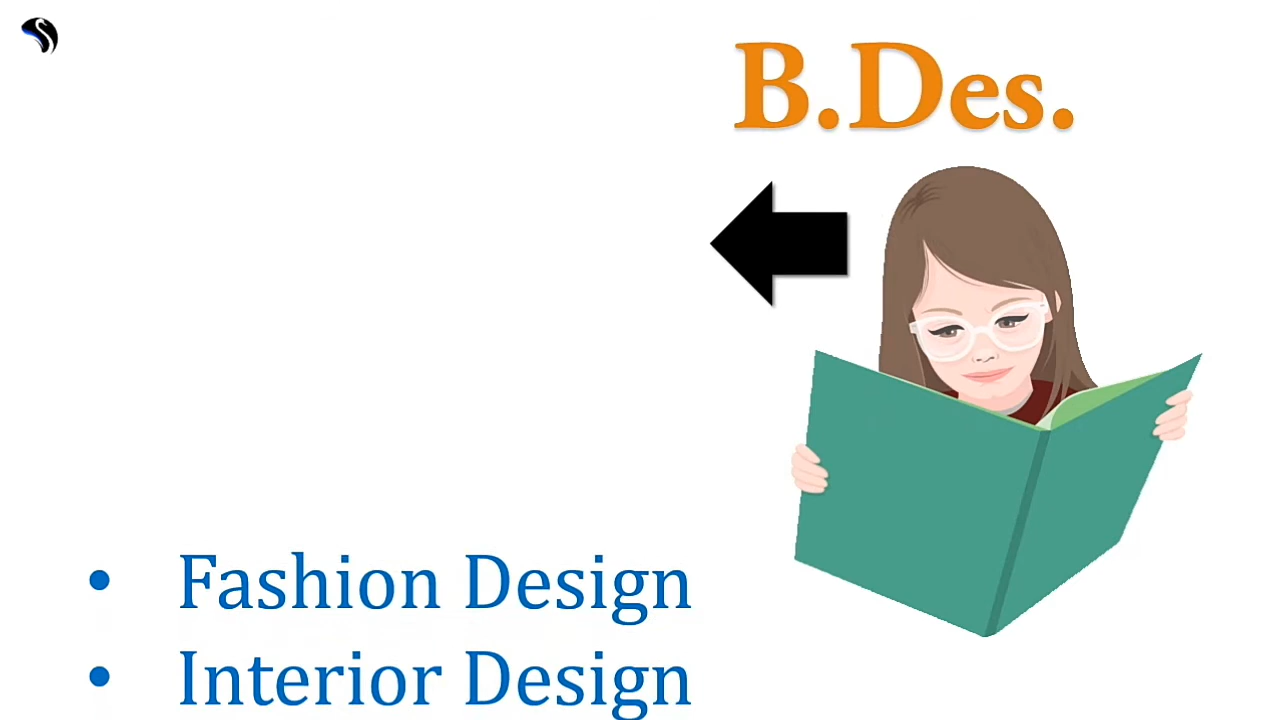 B.Des.
• Fashion Design
• Interior Design